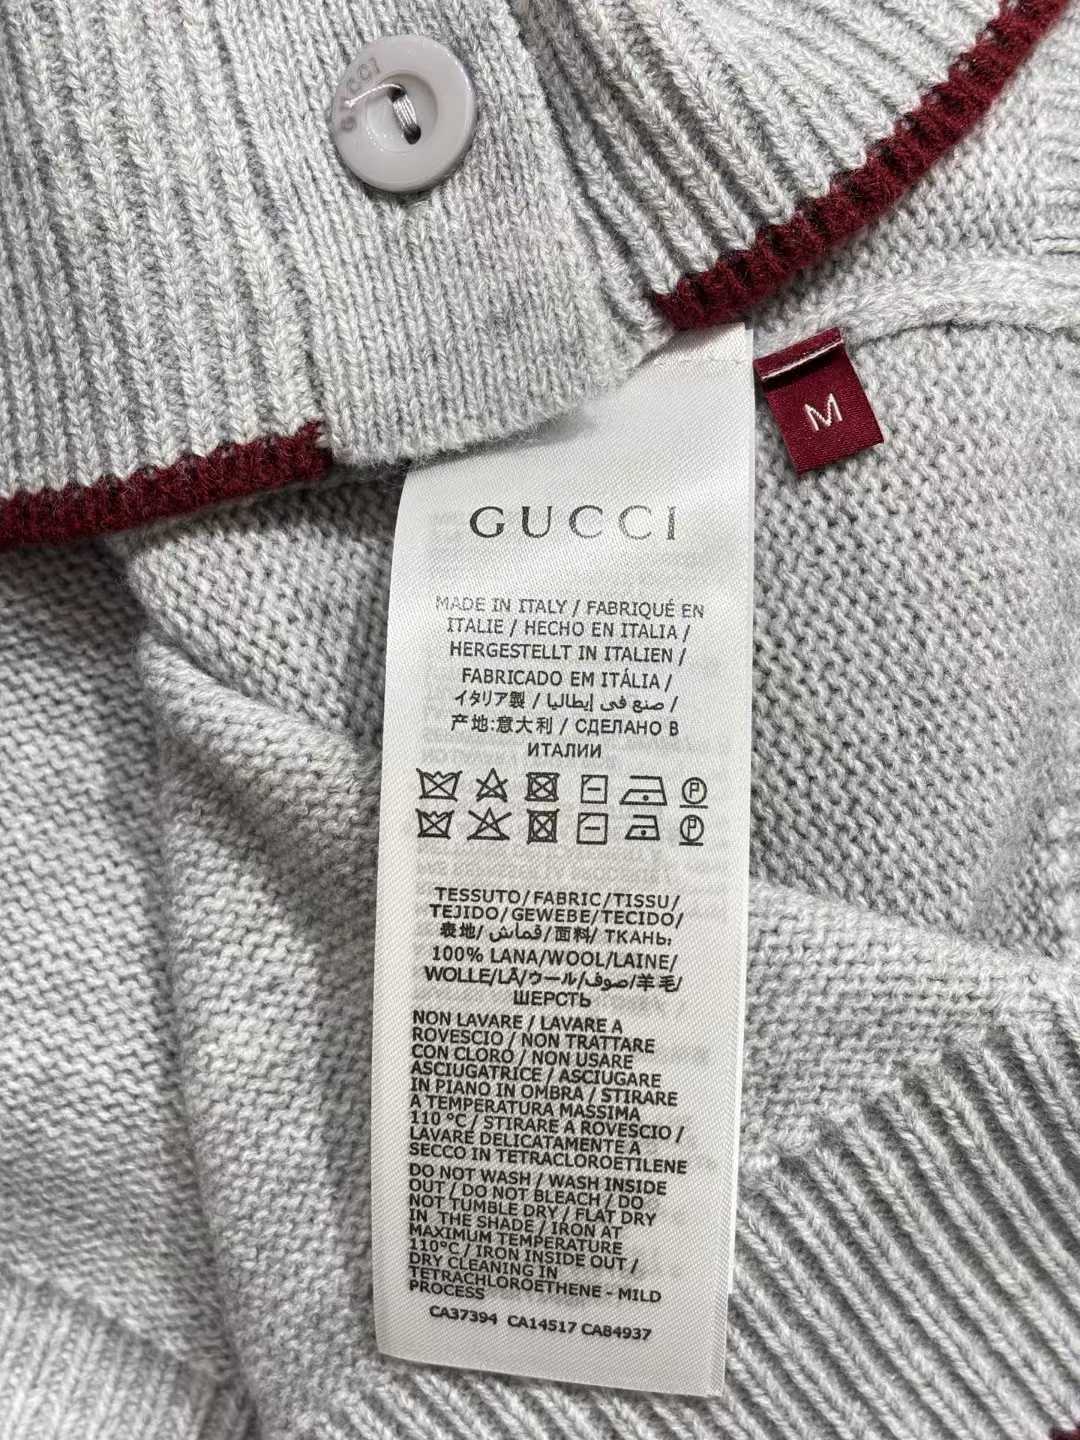 GUCCI
M
GUCCI
MADE IN ITALY / FABRIQUÉ EN
ITALIE / HECHO EN ITALIA /
HERGESTELLT IN ITALIEN /
FABRICADO EM ITÁLIA /
イタリア製 / صنع في إيطاليا /
产地:意大利 / СДЕЛАНО В
ИТАЛИИ
P
P
TESSUTO/FABRIC/TISSU/
TEJIDO/GEWEBE/TECIDO/
表地/قماش/面料/ ТКАНЬ:
100% LANA/WOOL/LAINE/
WOLLE/LÃ/ウール/صوف/羊毛/
ШЕРСТЬ
NON LAVARE / LAVARE A
ROVESCIO / NON TRATTARE
CON CLORO / NON USARE
ASCIUGATRICE / ASCIUGARE
IN PIANO IN OMBRA / STIRARE
A TEMPERATURA MASSIMA
110 °C / STIRARE A ROVESCIO /
LAVARE DELICATAMENTE A
SECCO IN TETRACLOROETILENE
DO NOT WASH / WASH INSIDE
OUT / DO NOT BLEACH / DO
NOT TUMBLE DRY / FLAT DRY
IN THE SHADE / IRON AT
MAXIMUM TEMPERATURE
110°C / IRON INSIDE OUT /
DRY CLEANING IN
TETRACHLOROETHENE - MILD
PROCESS
CA37394 CA14517 CA84937